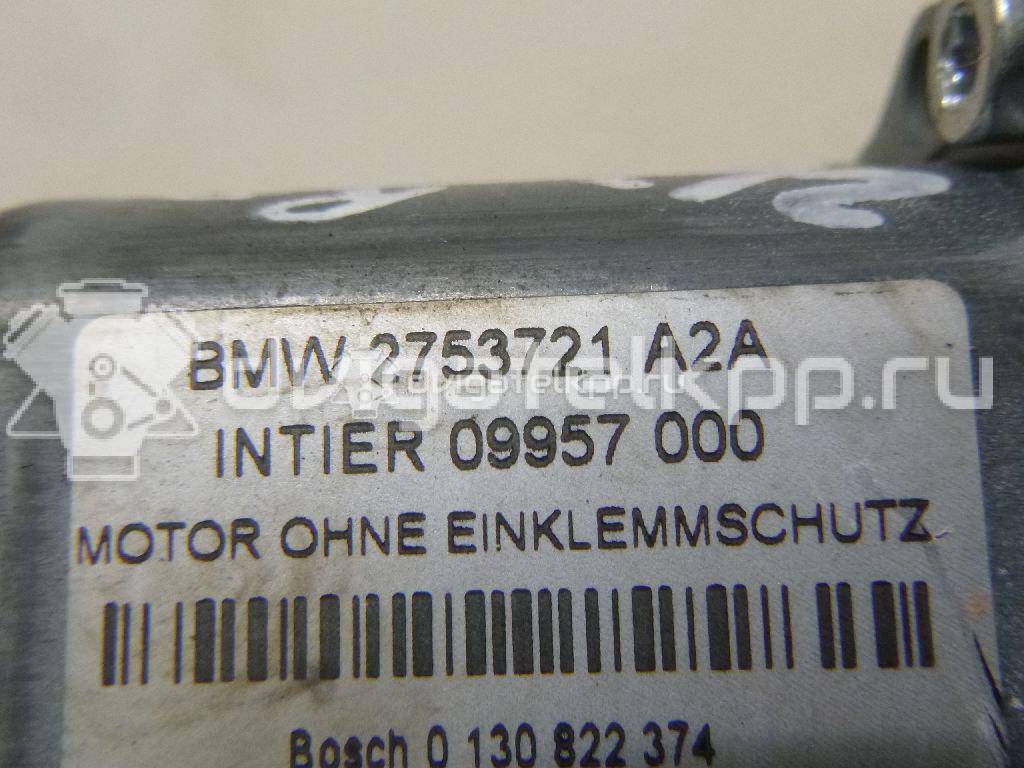 BMW 2753721 A2A
INTIER 09957 000
MOTOR OHNE EINKLEMMSCHUTZ
Bosch 0 130 822 374